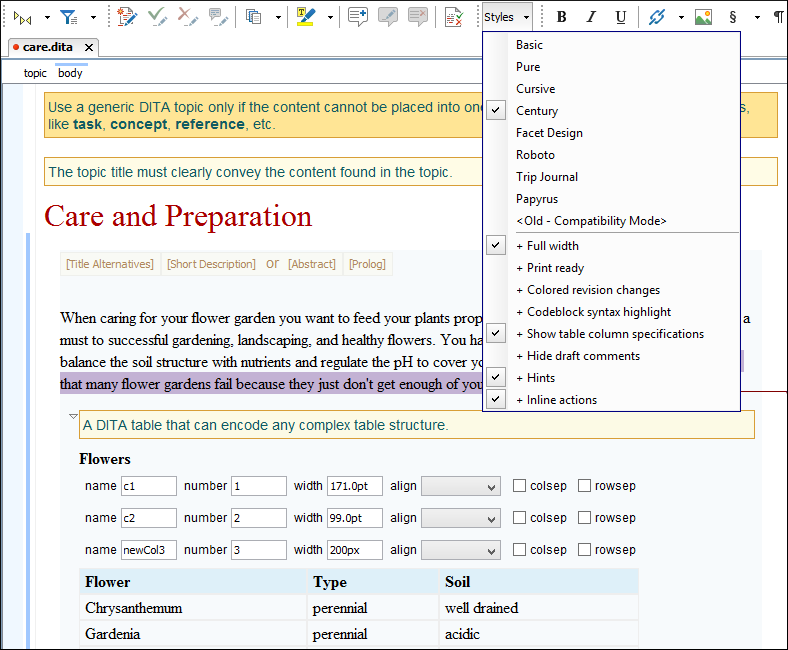 Styles B I U § ¶
care.dita
topic body
Use a generic DITA topic only if the content cannot be placed into one s,
like task, concept, reference, etc.
The topic title must clearly convey the content found in the topic.
Care and Preparation
[Title Alternatives] [Short Description] or [Abstract] [Prolog]
When caring for your flower garden you want to feed your plants prop a
must to successful gardening, landscaping, and healthy flowers. You ha
balance the soil structure with nutrients and regulate the pH to cover yo
that many flower gardens fail because they just don't get enough of you
Basic
Pure
Cursive
Century
Facet Design
Roboto
Trip Journal
Papyrus
<Old - Compatibility Mode>
+ Full width
+ Print ready
+ Colored revision changes
+ Codeblock syntax highlight
+ Show table column specifications
+ Hide draft comments
+ Hints
+ Inline actions
A DITA table that can encode any complex table structure.
Flowers
name c1 number 1 width 171.0pt align colsep rowsep
name c2 number 2 width 99.0pt align colsep rowsep
name newCol3 number 3 width 200px align colsep rowsep
Flower Type Soil
Chrysanthemum perennial well drained
Gardenia perennial acidic